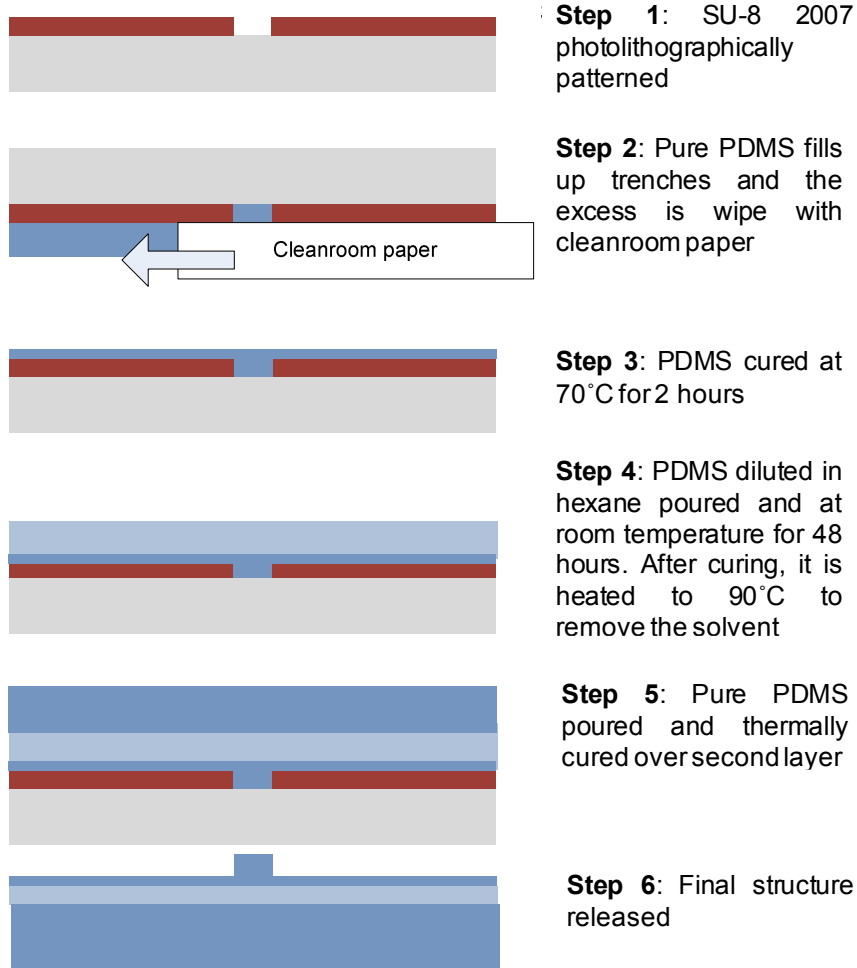 Step 1: SU-8 2007
photolithographically
patterned
Step 2: Pure PDMS fills
up trenches and the
excess is wipe with
cleanroom paper
Cleanroom paper
Step 3: PDMS cured at
70˚C for 2 hours
Step 4: PDMS diluted in
hexane poured and at
room temperature for 48
hours. After curing, it is
heated to 90˚C to
remove the solvent
Step 5: Pure PDMS
poured and thermally
cured over second layer
Step 6: Final structure
released